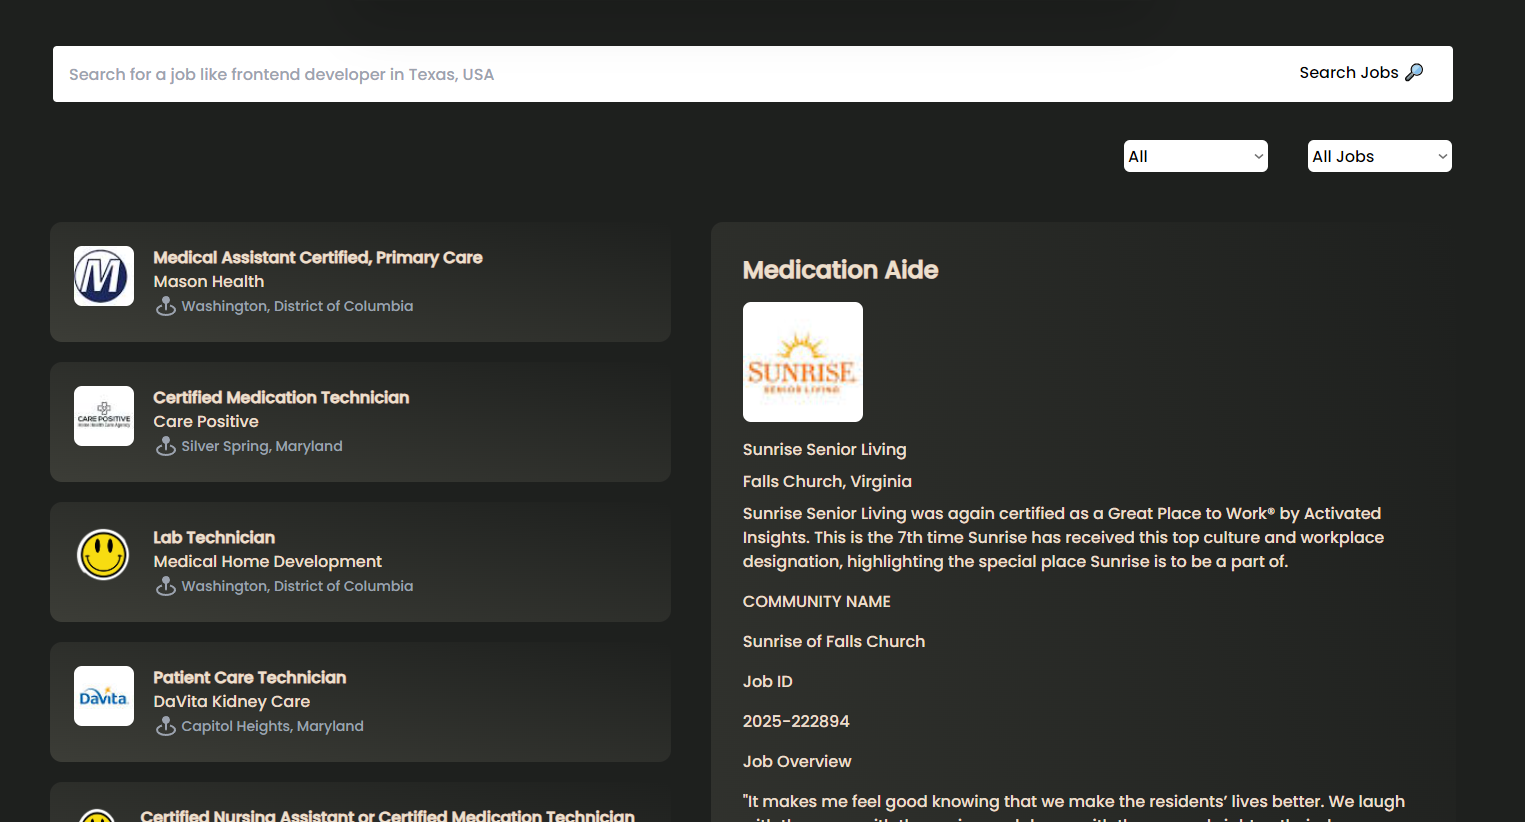 Search for a job like frontend developer in Texas, USA
Search Jobs
All
All Jobs
Medical Assistant Certified, Primary Care
Mason Health
Washington, District of Columbia
CARE POSITIVE
Certified Medication Technician
Care Positive
Silver Spring, Maryland
Lab Technician
Medical Home Development
Washington, District of Columbia
DaVita
Patient Care Technician
DaVita Kidney Care
Capitol Heights, Maryland
Certified Nursing Assistant or Certified Medication Technician
Medication Aide
SUNRISE
SENIOR LIVING
Sunrise Senior Living
Falls Church, Virginia
Sunrise Senior Living was again certified as a Great Place to Work® by Activated
Insights. This is the 7th time Sunrise has received this top culture and workplace
designation, highlighting the special place Sunrise is to be a part of.
COMMUNITY NAME
Sunrise of Falls Church
Job ID
2025-222894
Job Overview
"It makes me feel good knowing that we make the residents’ lives better. We laugh